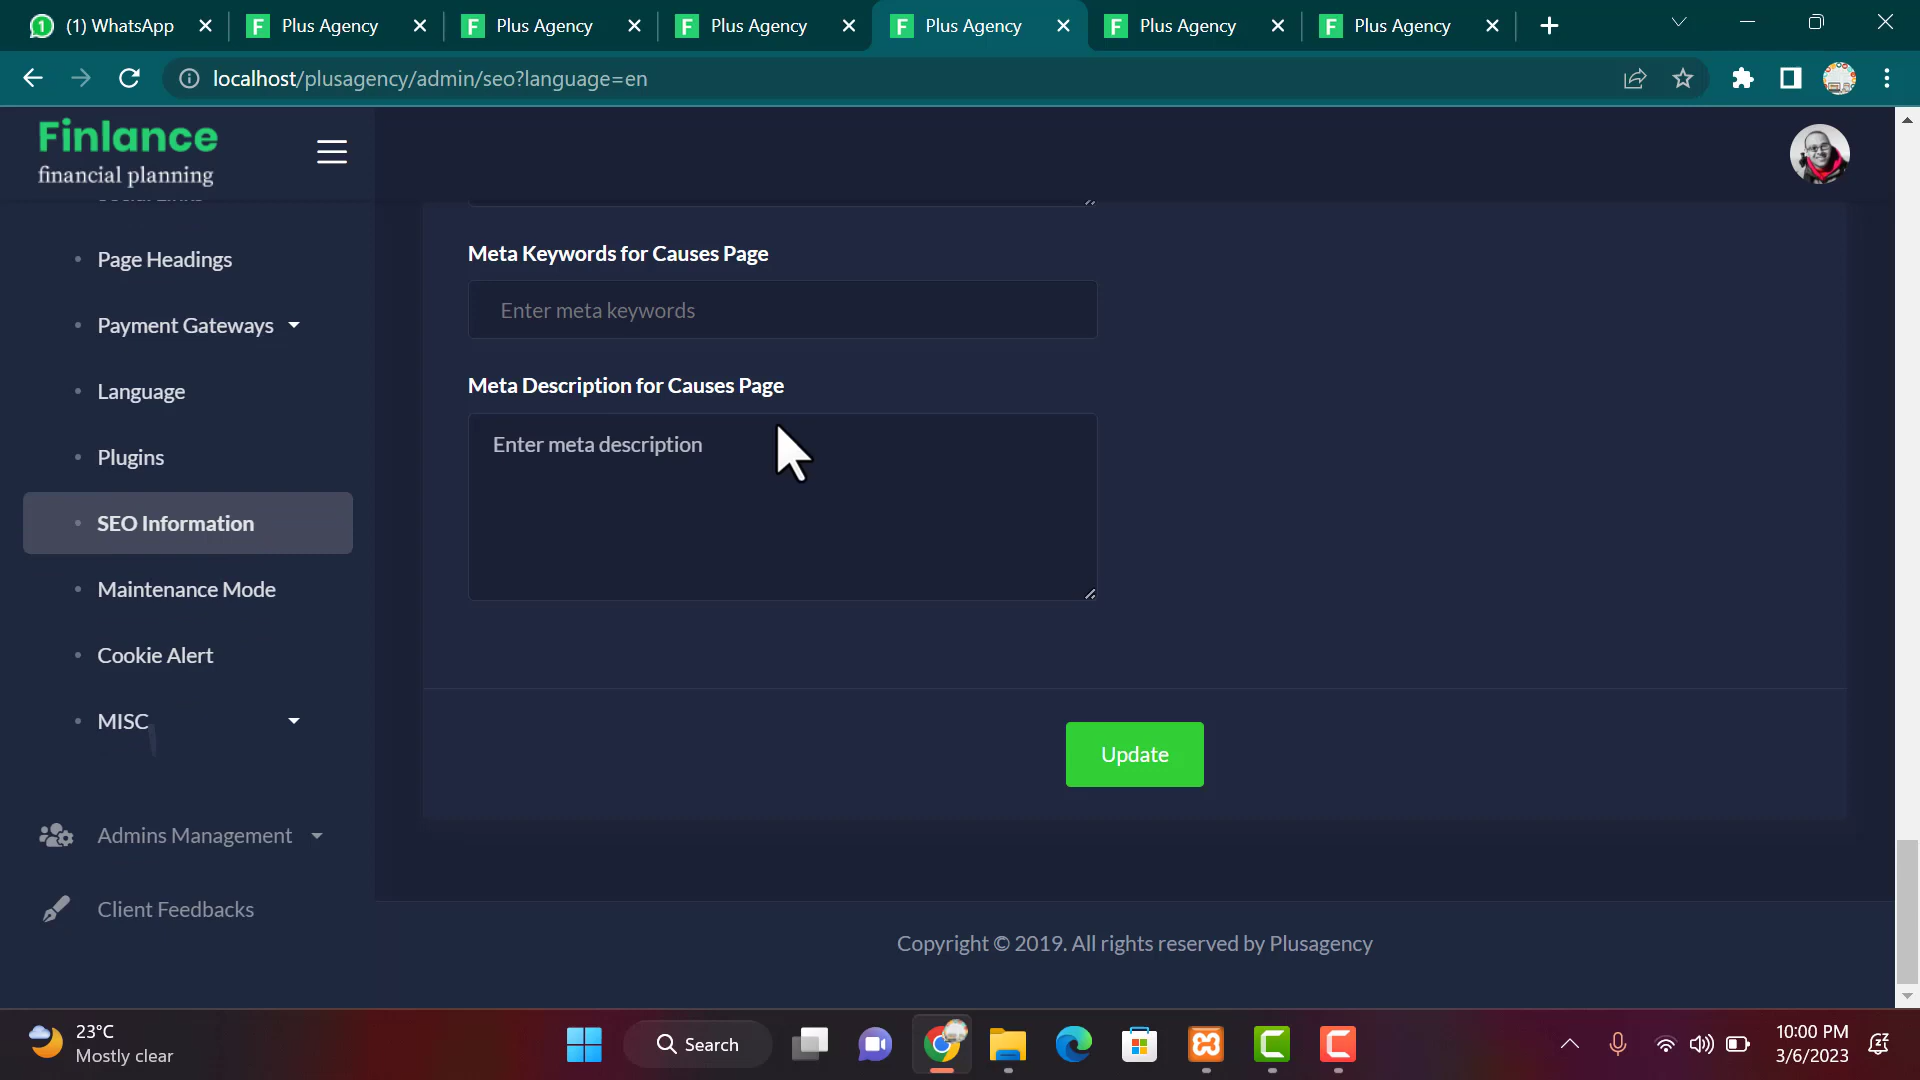 (1) WhatsApp
Plus Agency
Plus Agency
Plus Agency
Plus Agency
Plus Agency
Plus Agency
localhost/plusagency/admin/seo?language=en
Finlance
financial planning
Page Headings
Payment Gateways
Language
Plugins
SEO Information
Maintenance Mode
Cookie Alert
MISC
Admins Management
Client Feedbacks
Meta Keywords for Causes Page
Enter meta keywords
Meta Description for Causes Page
Enter meta description
Update
Copyright © 2019. All rights reserved by Plusagency
23°C
Mostly clear
Search
10:00 PM
3/6/2023